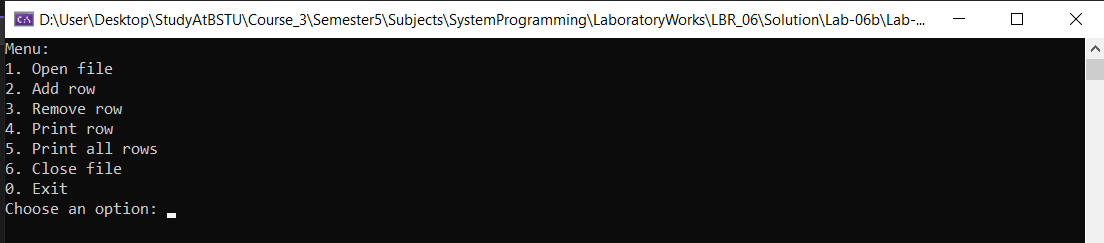 D:\User\Desktop\StudyAtBSTU\Course_3\Semester5\Subjects\SystemProgramming\LaboratoryWorks\LBR_06\Solution\Lab-06b\Lab-...
Menu:
1. Open file
2. Add row
3. Remove row
4. Print row
5. Print all rows
6. Close file
0. Exit
Choose an option: